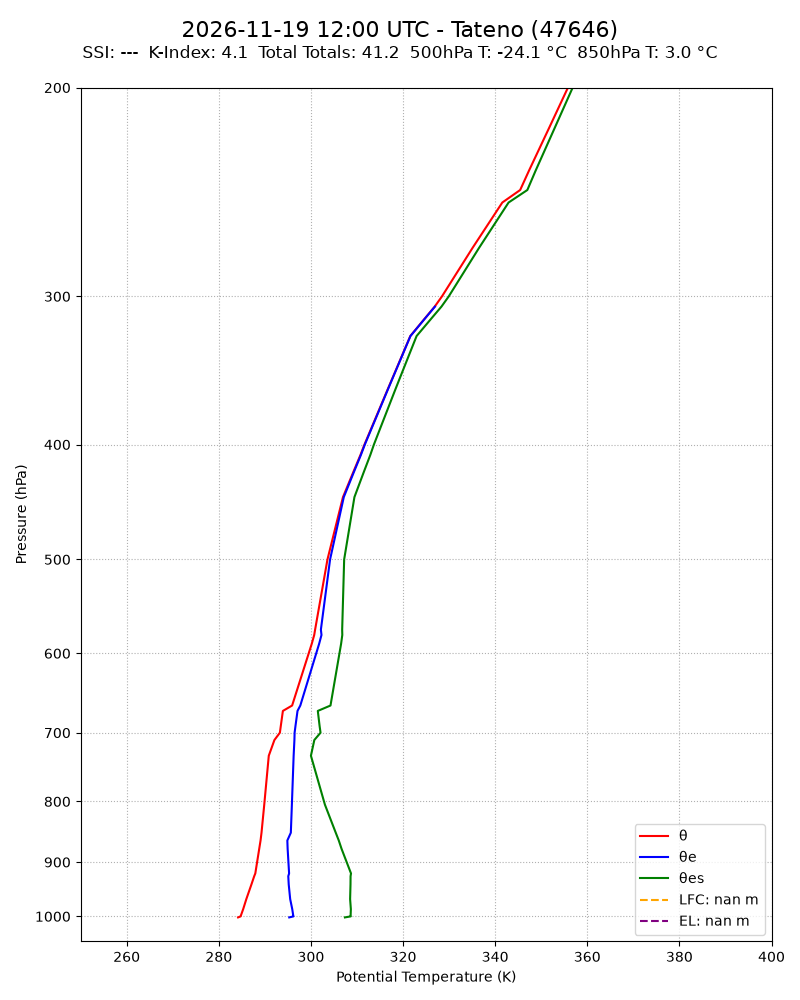 2026-11-19 12:00 UTC - Tateno (47646)
SSI: --- K-Index: 4.1 Total Totals: 41.2 500hPa T: -24.1 °C 850hPa T: 3.0 °C
200
300
400
500
600
700
800
900
1000
Pressure (hPa)
θ
θe
θes
LFC: nan m
EL: nan m
260 280 300 320 340 360 380 400
Potential Temperature (K)